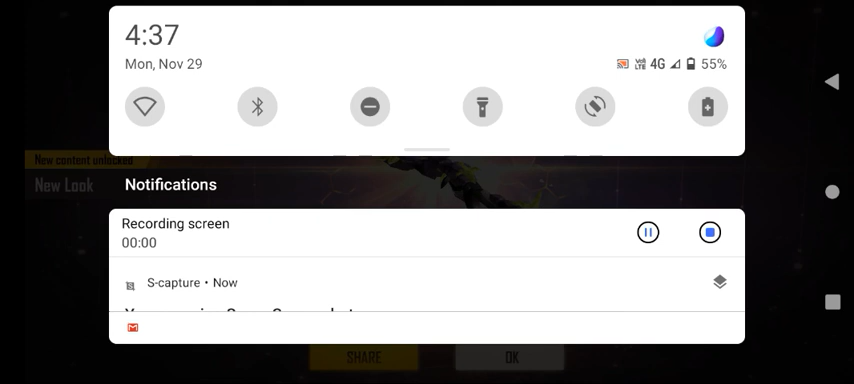 4:37
Mon, Nov 29
4G
55%
New content unlocked
New Look
Notifications
Recording screen
00:00
S-capture • Now
SHARE
OK